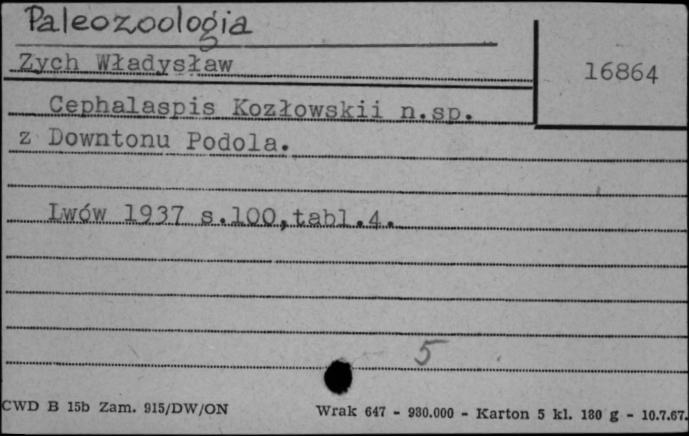 Paleozoologia
Zych Władysław
16864
Cephalaspis Kozłowskii n.sp.
z Downtonu Podola.
Lwów 1937 s.100,tabl.4.
5
CWD B 15b Zam. 915/DW/ON
Wrak 647 - 930.000 - Karton 5 kl. 180 g - 10.7.67.